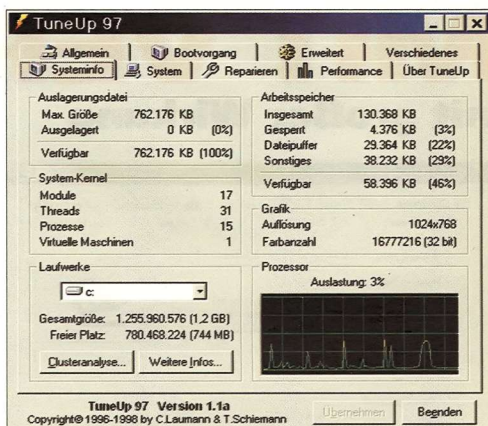 TuneUp 97
Allgemein
Bootvorgang
Erweitert
Verschiedenes
Systeminfo
System
Reparieren
Performance
Über TuneUp
Auslagerungsdatei
Max. Größe 762.176 KB
Ausgelagert 0 KB (0%)
Verfügbar 762.176 KB (100%)
System-Kernel
Module 17
Threads 31
Prozesse 15
Virtuelle Maschinen 1
Laufwerke
c:
Gesamtgröße: 1.255.960.576 (1,2 GB)
Freier Platz: 780.468.224 (744 MB)
Clusteranalyse...
Weitere Infos...
Arbeitsspeicher
Insgesamt 130.368 KB
Gesperrt 4.376 KB (3%)
Dateipuffer 29.364 KB (22%)
Sonstiges 38.232 KB (29%)
Verfügbar 58.396 KB (46%)
Grafik
Auflösung 1024x768
Farbanzahl 16777216 (32 bit)
Prozessor
Auslastung: 3%
TuneUp 97 Version 1.1a
Copyright© 1996-1998 by C.Laumann & T.Schiemann
Übernehmen
Beenden